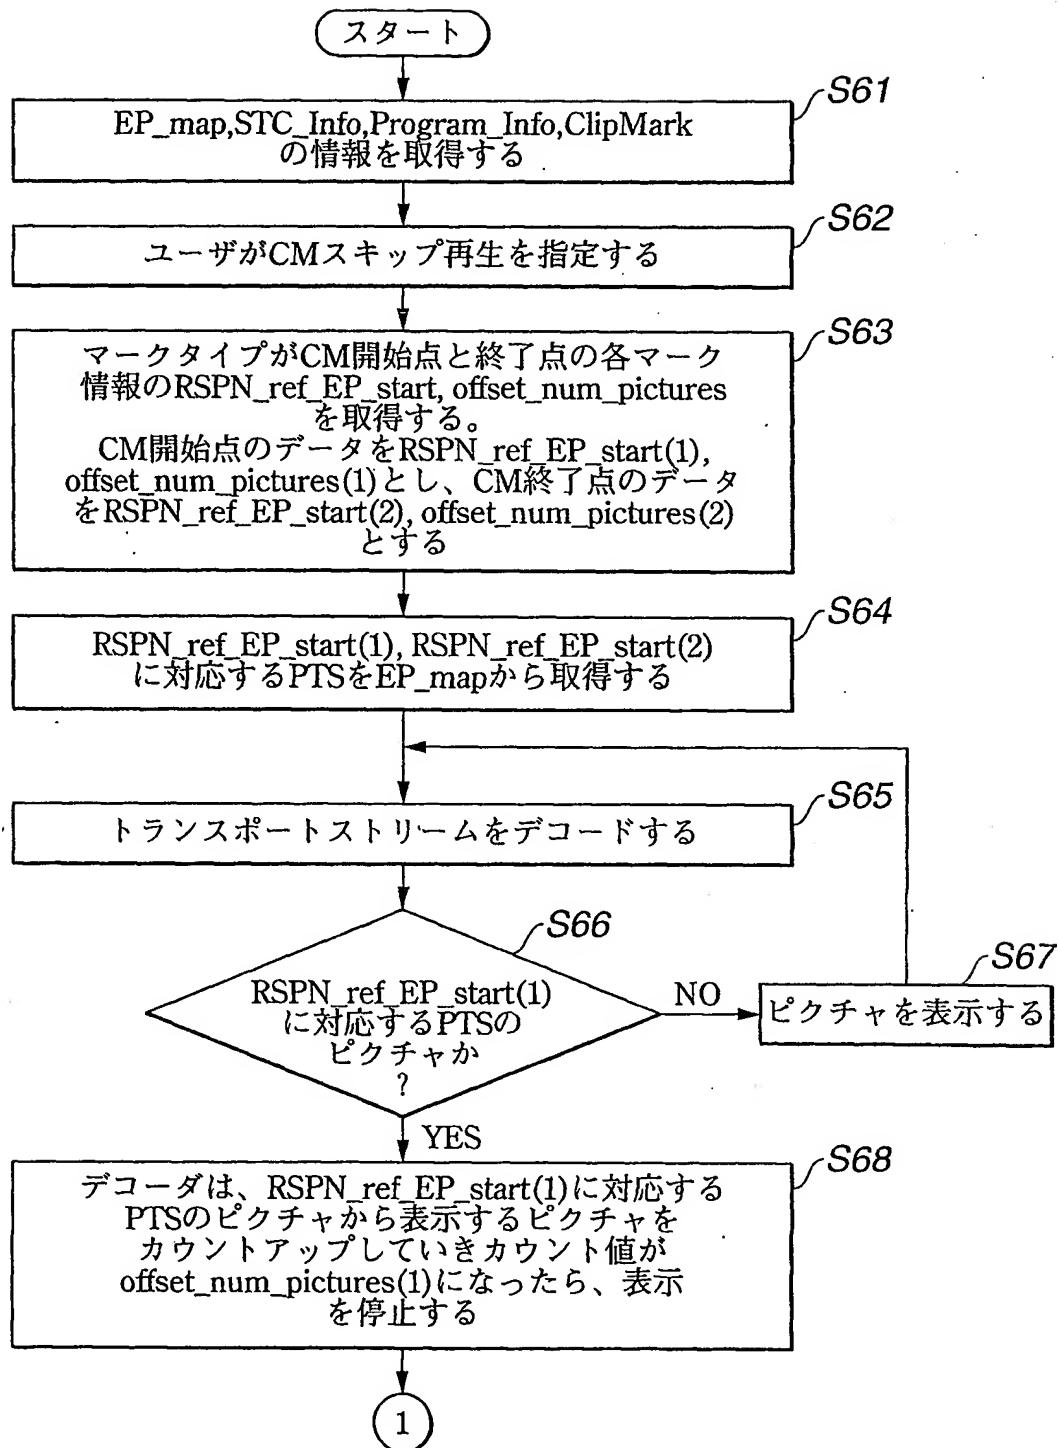 スタート
S61
EP_map,STC_Info,Program_Info,ClipMark
の情報を取得する
S62
ユーザがCMスキップ再生を指定する
S63
マークタイプがCM開始点と終了点の各マーク
情報のRSPN_ref_EP_start, offset_num_pictures
を取得する。
CM開始点のデータをRSPN_ref_EP_start(1),
offset_num_pictures(1)とし、CM終了点のデータ
をRSPN_ref_EP_start(2), offset_num_pictures(2)
とする
S64
RSPN_ref_EP_start(1), RSPN_ref_EP_start(2)
に対応するPTSをEP_mapから取得する
S65
トランスポートストリームをデコードする
S66
RSPN_ref_EP_start(1)
に対応するPTSの
ピクチャか
?
NO
S67
ピクチャを表示する
YES
S68
デコーダは、RSPN_ref_EP_start(1)に対応する
PTSのピクチャから表示するピクチャを
カウントアップしていきカウント値が
offset_num_pictures(1)になったら、表示
を停止する
1